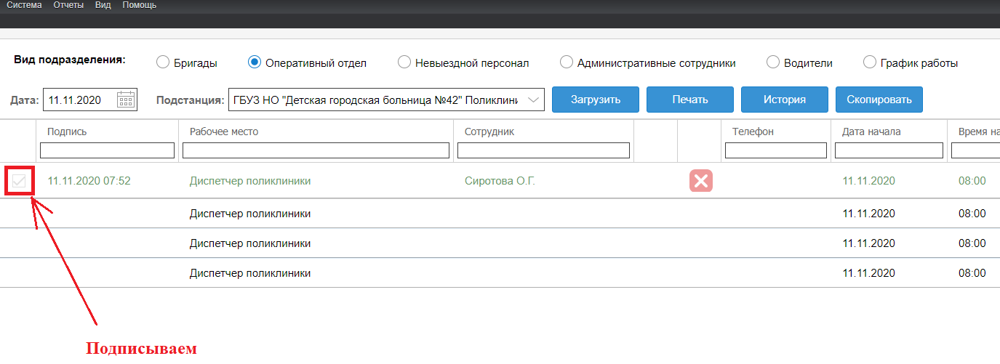 Система Отчеты Вид Помощь
Вид подразделения: Бригады Оперативный отдел Невыездной персонал Административные сотрудники Водители График работы
Дата: 11.11.2020 Подстанция: ГБУЗ НО "Детская городская больница №42" Поликлини Загрузить Печать История Скопировать
Подпись Рабочее место Сотрудник Телефон Дата начала Время на
11.11.2020 07:52 Диспетчер поликлиники Сиротова О.Г. 11.11.2020 08:00
Диспетчер поликлиники 11.11.2020 08:00
Диспетчер поликлиники 11.11.2020 08:00
Диспетчер поликлиники 11.11.2020 08:00
Подписываем